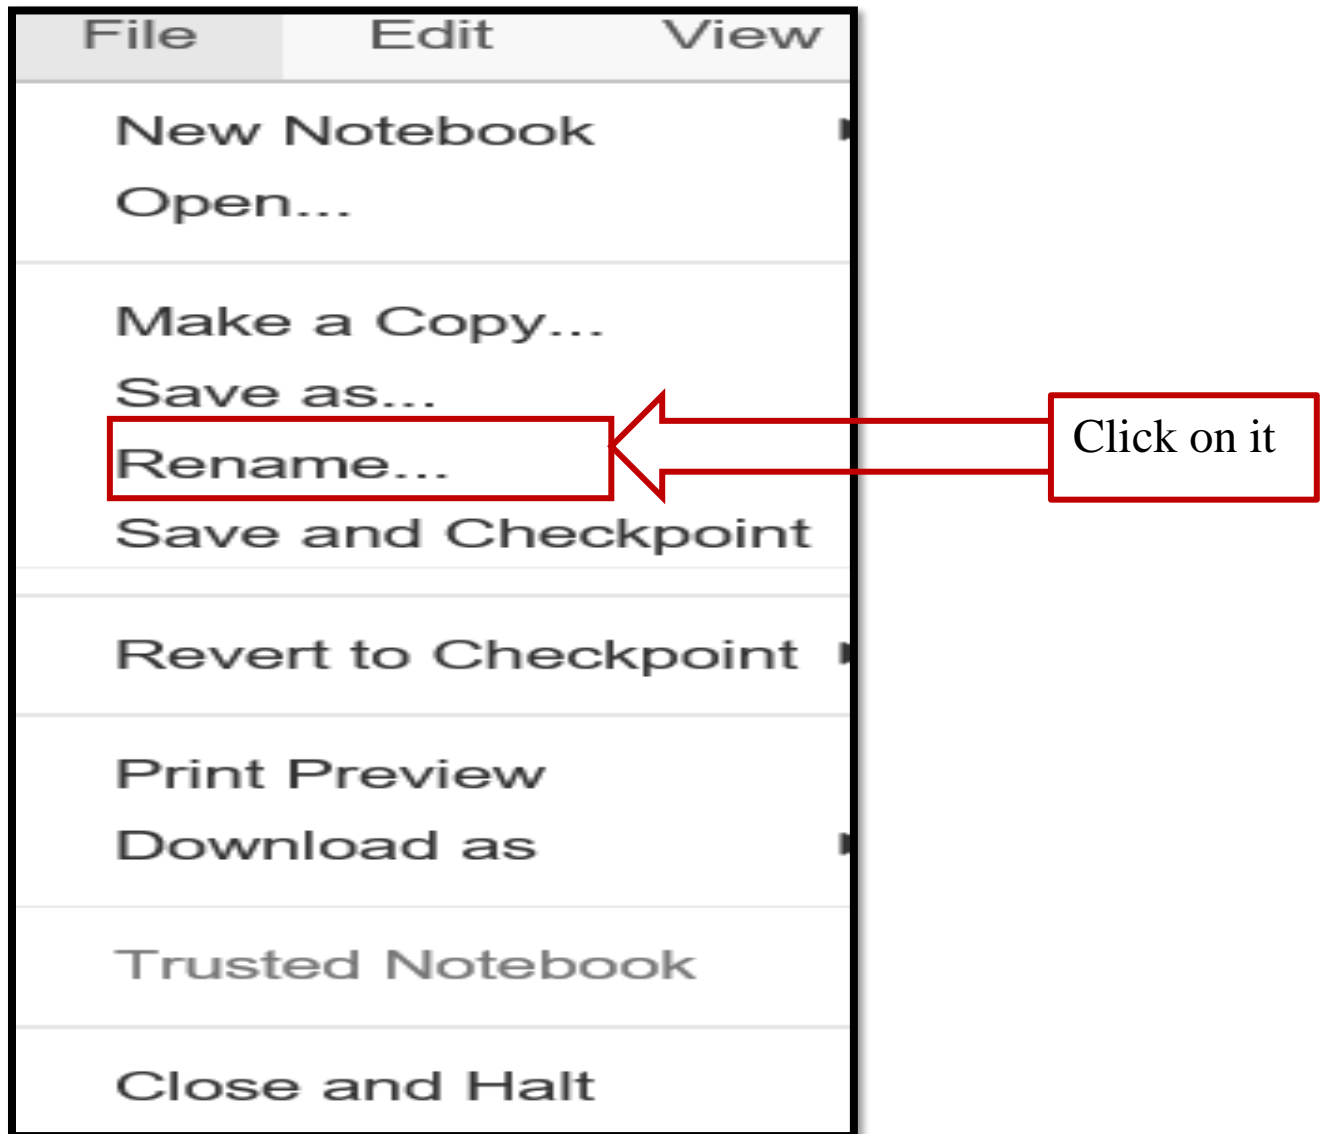 File Edit View
New Notebook
Open...
Make a Copy...
Save as...
Rename...
Click on it
Save and Checkpoint
Revert to Checkpoint
Print Preview
Download as
Trusted Notebook
Close and Halt